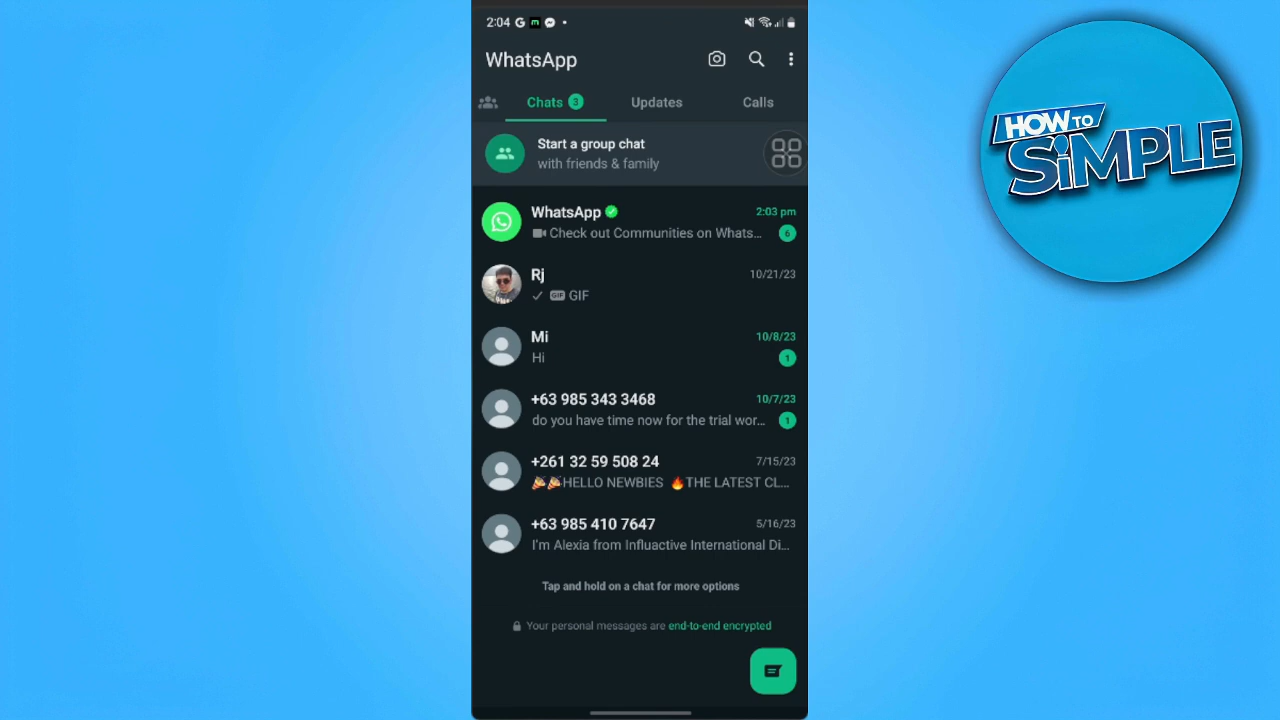 2:04
WhatsApp
Chats 3
Updates
Calls
Start a group chat
with friends & family
WhatsApp
2:03 pm
Check out Communities on Whats...
6
Rj
10/21/23
GIF GIF
Mi
10/8/23
Hi
1
+63 985 343 3468
10/7/23
do you have time now for the trial wor...
1
+261 32 59 508 24
7/15/23
🎉🎉HELLO NEWBIES 🔥THE LATEST CL...
+63 985 410 7647
5/16/23
I'm Alexia from Influactive International Di...
Tap and hold on a chat for more options
Your personal messages are end-to-end encrypted
HOW TO
SiMPLE